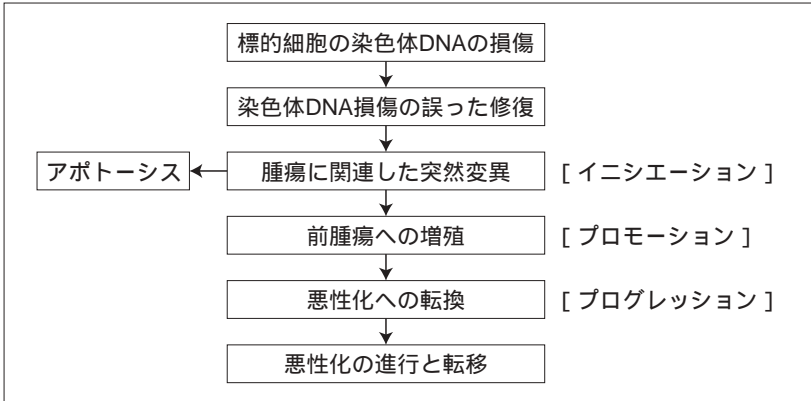 標的細胞の染色体DNAの損傷
染色体DNA損傷の誤った修復
アポトーシス 腫瘍に関連した突然変異 [ イニシエーション ]
前腫瘍への増殖 [ プロモーション ]
悪性化への転換 [ プログレッション ]
悪性化の進行と転移